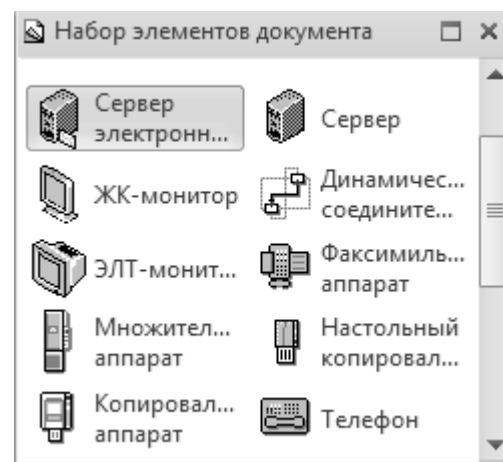 Набор элементов документа
Сервер
электронн...
Сервер
ЖК-монитор
Динамичес...
соедините...
ЭЛТ-монит...
Факсимиль...
аппарат
Множител...
аппарат
Настольный
копировал...
Копировал...
аппарат
Телефон